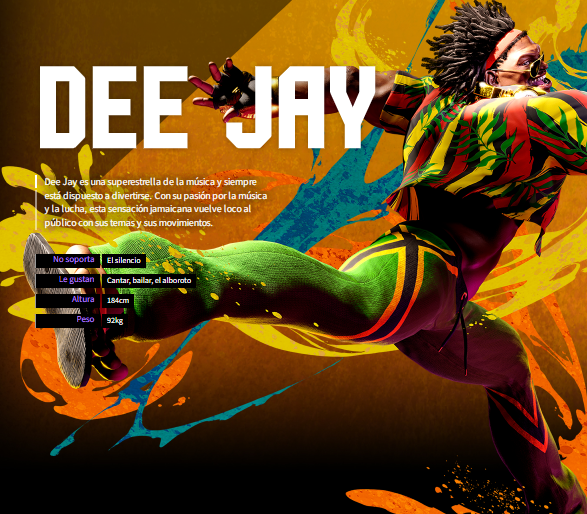 DEE JAY
Dee Jay es una superestrella de la música y siempre
está dispuesto a divertirse. Con su pasión por la música
y la lucha, esta sensación jamaicana vuelve loco al
público con sus temas y sus movimientos.
No soporta El silencio
Le gustan Cantar, bailar, el alboroto
Altura 184cm
Peso 92kg